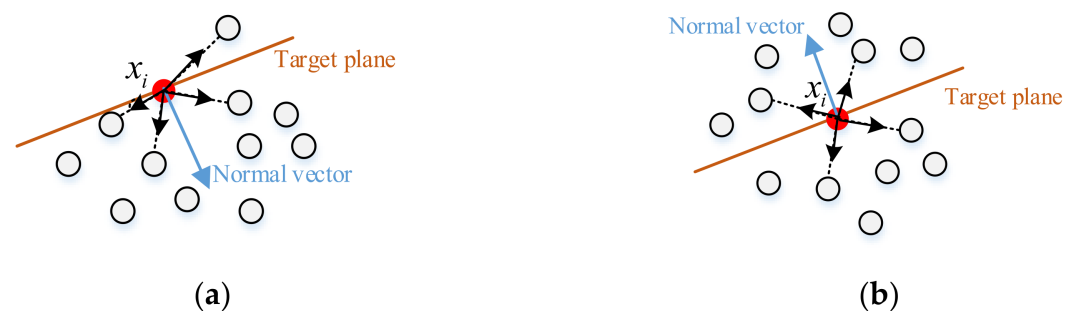 Target plane
x_i
Normal vector
(a)
Normal vector
x_i
Target plane
(b)